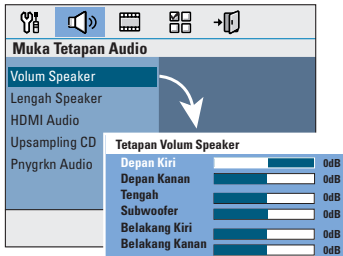 Muka Tetapan Audio
Volum Speaker
Lengah Speaker
HDMI Audio
Upsampling CD
Pnygrkn Audio
Tetapan Volum Speaker
Depan Kiri 0dB
Depan Kanan 0dB
Tengah 0dB
Subwoofer 0dB
Belakang Kiri 0dB
Belakang Kanan 0dB